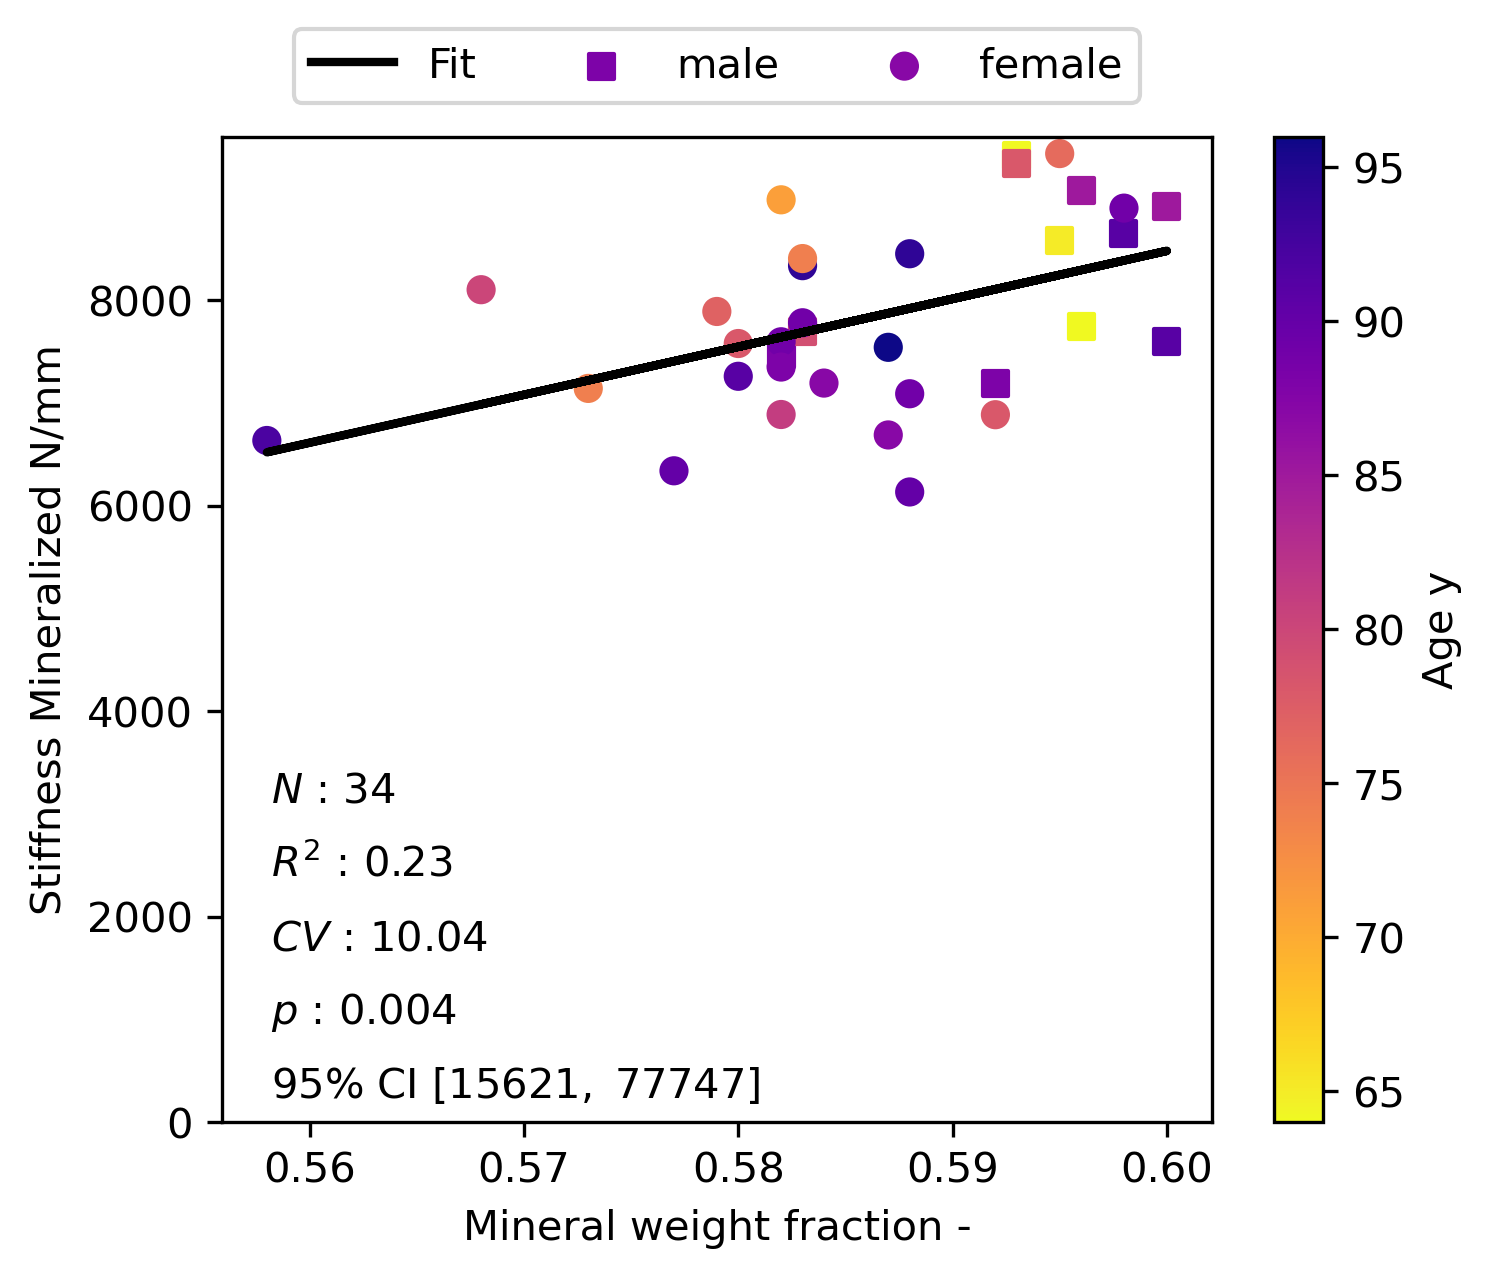 Fit male female
Stiffness Mineralized N/mm
8000
6000
4000
2000
0
N : 34
R² : 0.23
CV : 10.04
p : 0.004
95% CI [15621, 77747]
0.56 0.57 0.58 0.59 0.60
Mineral weight fraction -
95
90
85
80
75
70
65
Age y